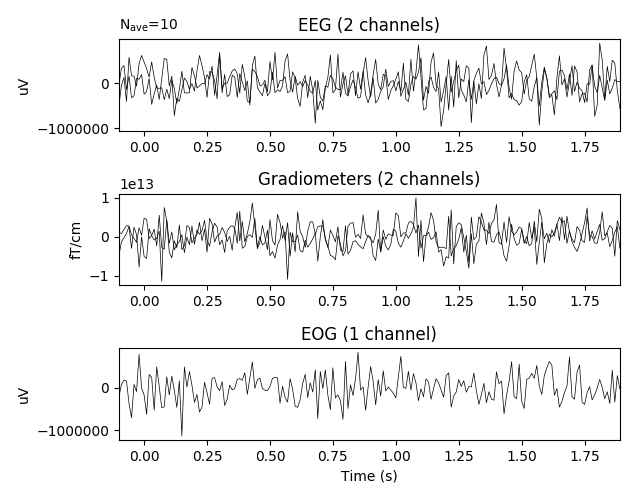 N_ave=10
EEG (2 channels)
uV
0
−1000000
0.00 0.25 0.50 0.75 1.00 1.25 1.50 1.75
1e13
Gradiometers (2 channels)
fT/cm
1
0
−1
0.00 0.25 0.50 0.75 1.00 1.25 1.50 1.75
EOG (1 channel)
uV
0
−1000000
0.00 0.25 0.50 0.75 1.00 1.25 1.50 1.75
Time (s)